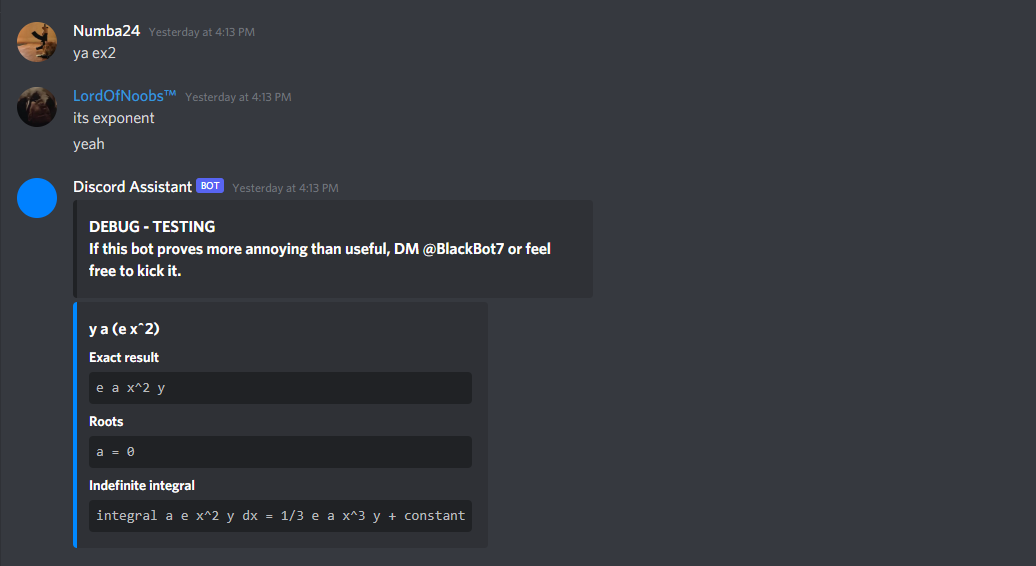 Numba24 Yesterday at 4:13 PM
ya ex2
LordOfNoobs™ Yesterday at 4:13 PM
its exponent
yeah
Discord Assistant BOT Yesterday at 4:13 PM
DEBUG - TESTING
If this bot proves more annoying than useful, DM @BlackBot7 or feel
free to kick it.
y a (e x^2)
Exact result
e a x^2 y
Roots
a = 0
Indefinite integral
integral a e x^2 y dx = 1/3 e a x^3 y + constant